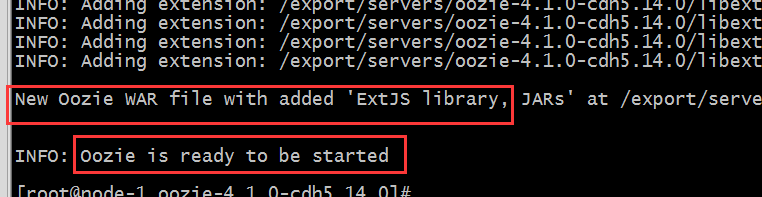 INFO: Adding extension: /export/servers/oozie-4.1.0-cdh5.14.0/libext
INFO: Adding extension: /export/servers/oozie-4.1.0-cdh5.14.0/libext
INFO: Adding extension: /export/servers/oozie-4.1.0-cdh5.14.0/libext
INFO: Adding extension: /export/servers/oozie-4.1.0-cdh5.14.0/libext
New Oozie WAR file with added 'ExtJS library, JARs' at /export/serve
INFO: Oozie is ready to be started
[root@node-1 oozie-4.1.0-cdh5.14.0]#